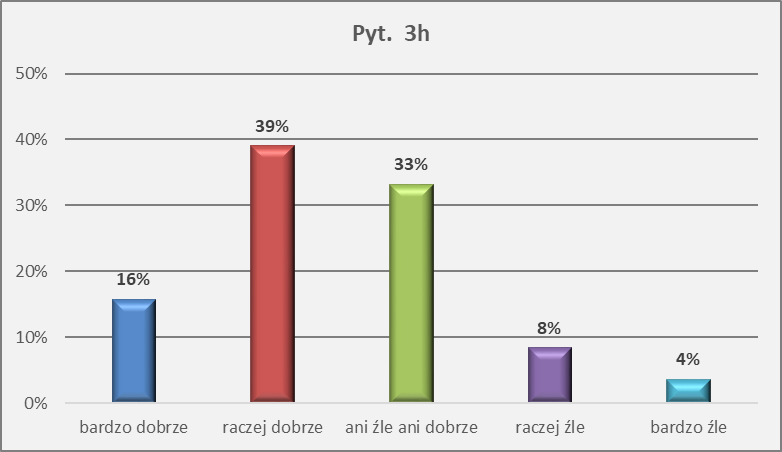 Pyt.  3h
50%
40%
30%
20%
10%
0%
16%
39%
33%
8%
4%
bardzo dobrze
raczej dobrze
ani źle ani dobrze
raczej źle
bardzo źle